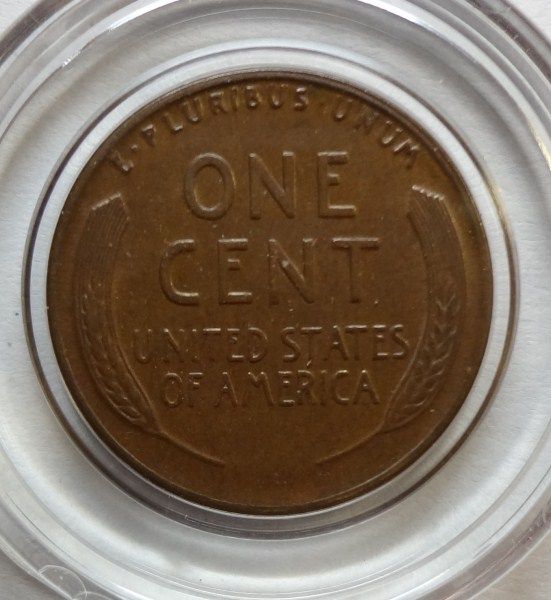 E · PLURIBUS · UNUM
ONE
CENT
UNITED STATES
OF AMERICA